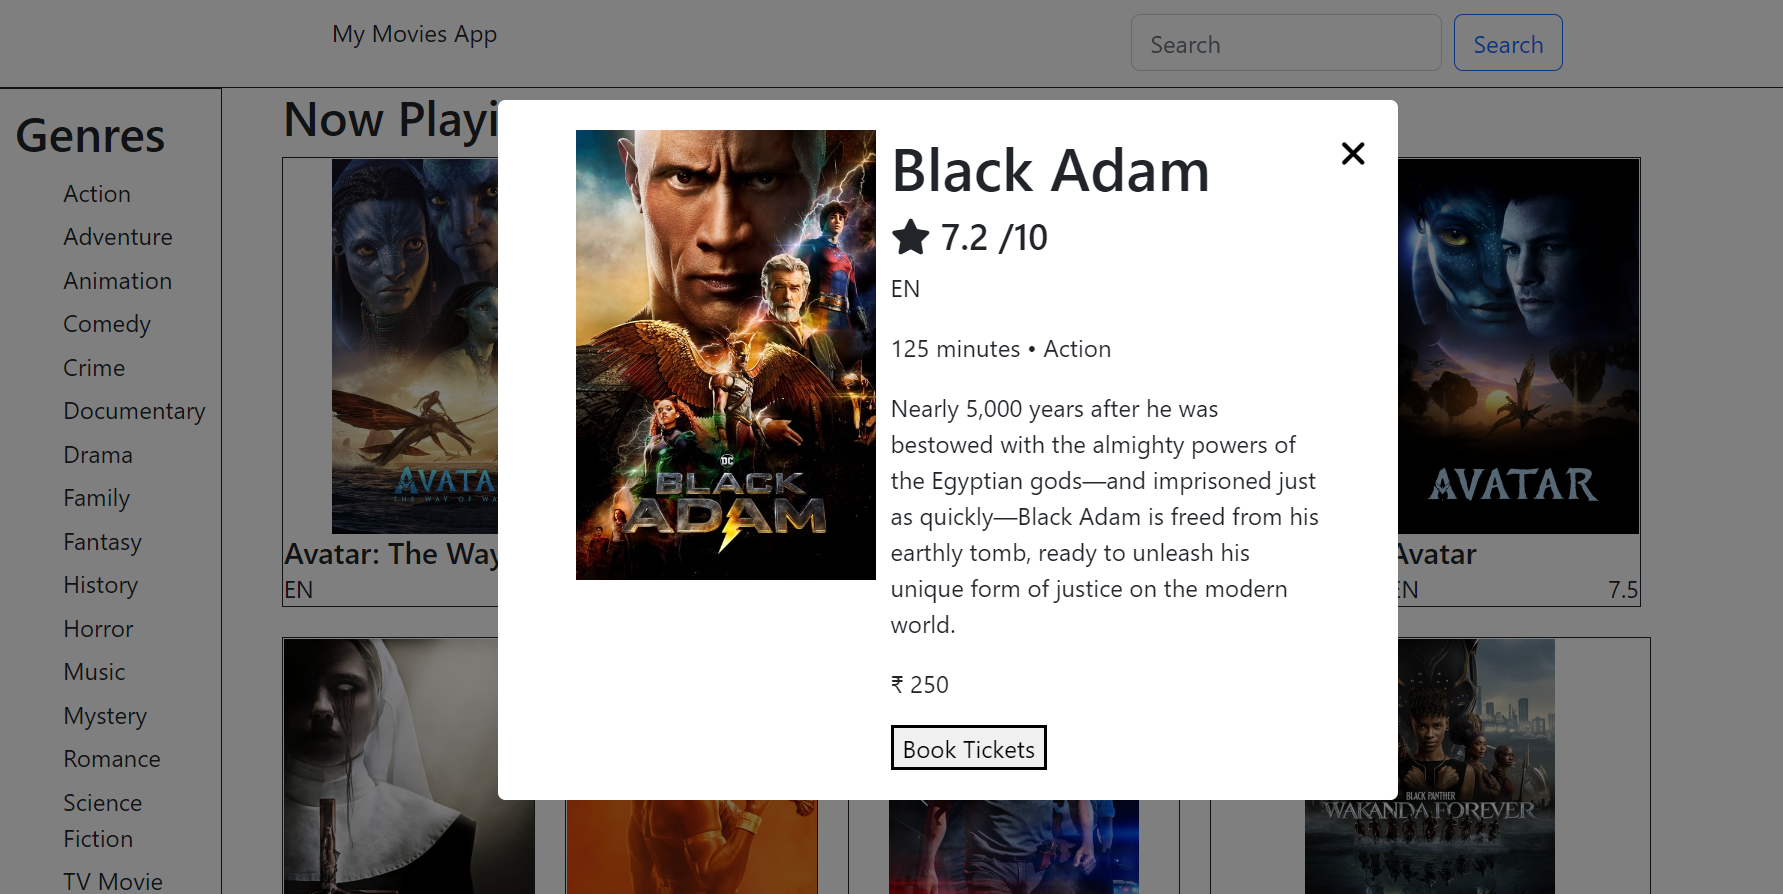 My Movies App
Search
Search
Genres
Action
Adventure
Animation
Comedy
Crime
Documentary
Drama
Family
Fantasy
History
Horror
Music
Mystery
Romance
Science
Fiction
TV Movie
Now Playi
AVATA
THE WAY OF WA
Avatar: The Way
EN
DC
BLACK
ADAM
Black Adam
7.2 /10
EN
125 minutes • Action
Nearly 5,000 years after he was
bestowed with the almighty powers of
the Egyptian gods—and imprisoned just
as quickly—Black Adam is freed from his
earthly tomb, ready to unleash his
unique form of justice on the modern
world.
₹ 250
Book Tickets
AVATAR
Avatar
EN
7.5
BLACK PANTHER
WAKANDA FOREVER